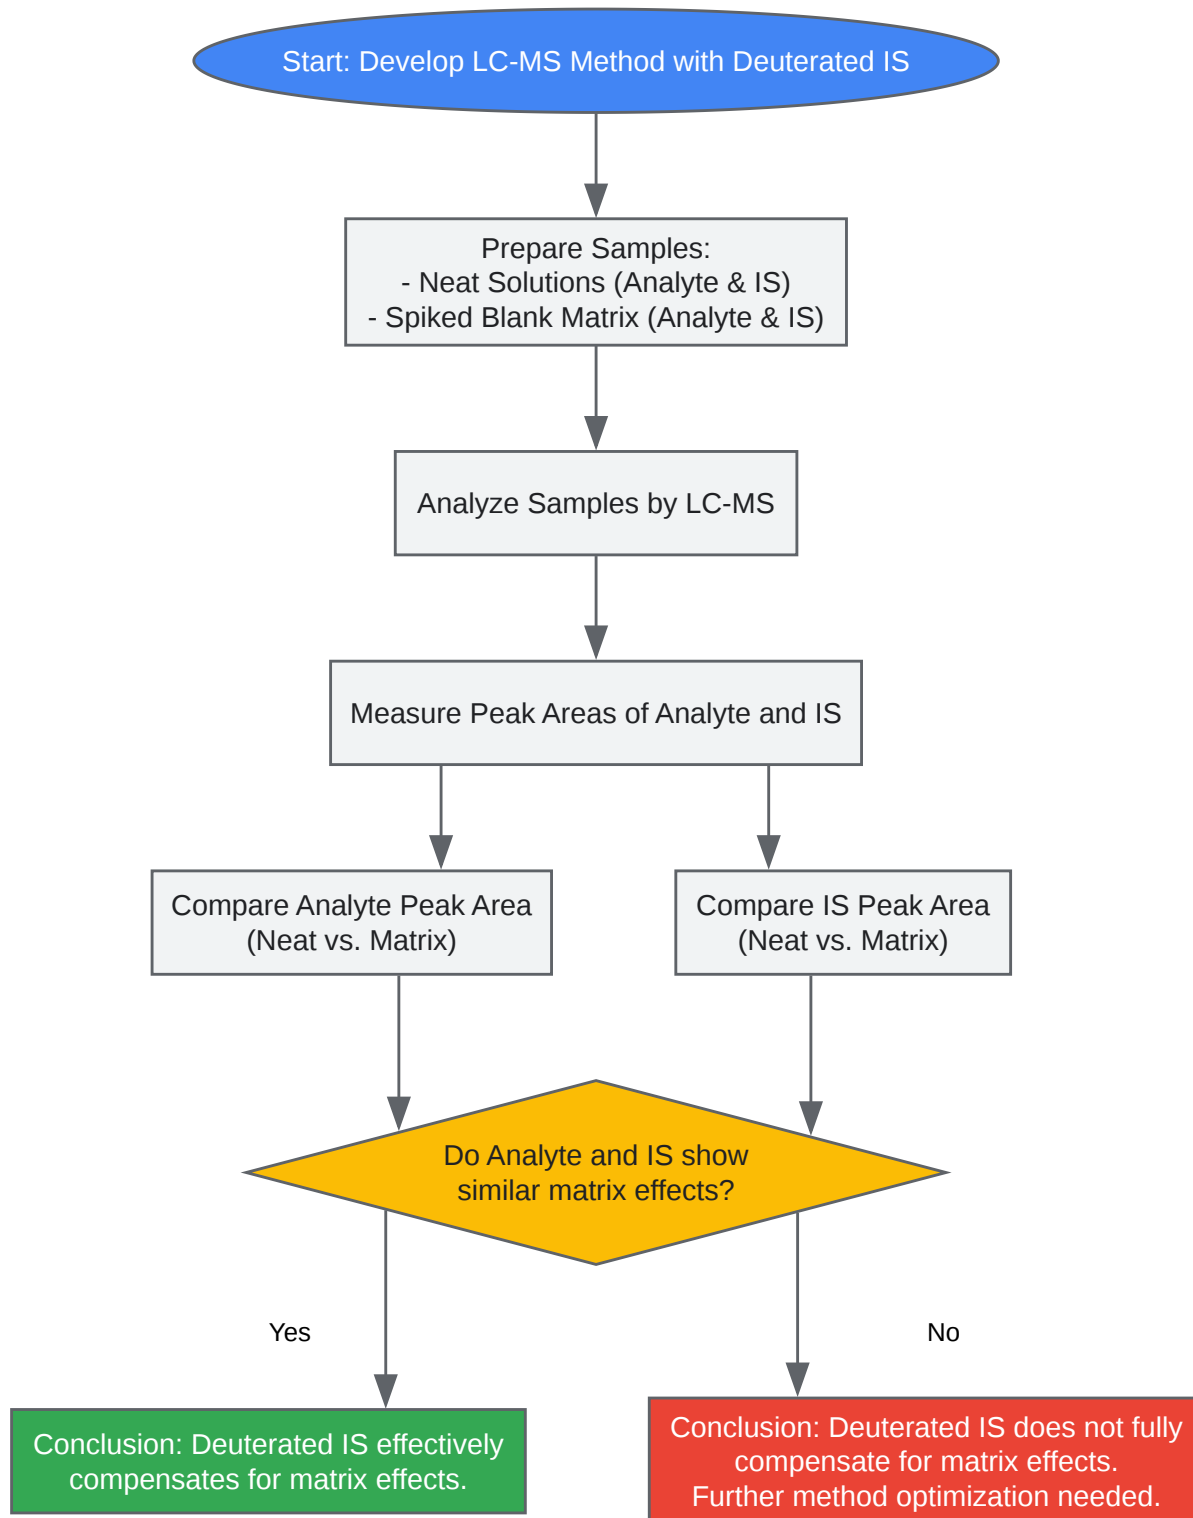 Start: Develop LC-MS Method with Deuterated IS
Prepare Samples:
- Neat Solutions (Analyte & IS)
- Spiked Blank Matrix (Analyte & IS)
Analyze Samples by LC-MS
Measure Peak Areas of Analyte and IS
Compare Analyte Peak Area
(Neat vs. Matrix)
Compare IS Peak Area
(Neat vs. Matrix)
Do Analyte and IS show
similar matrix effects?
Yes
No
Conclusion: Deuterated IS effectively
compensates for matrix effects.
Conclusion: Deuterated IS does not fully
compensate for matrix effects.
Further method optimization needed.